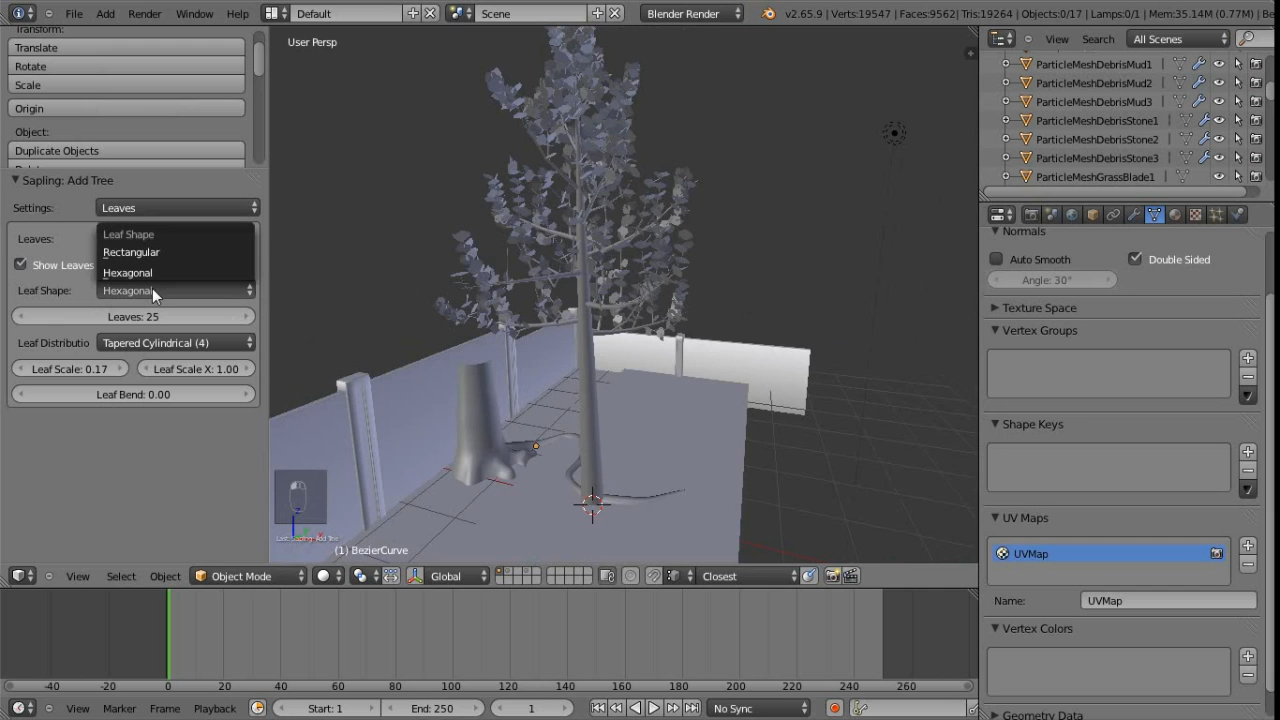 File Add Render Window Help Default Scene Blender Render v2.65.9 | Verts:19547 | Faces:9562| Tris:19264 | Objects:0/17 | Lamps:0/1 | Mem:35.14M (0.77M) | Be
Transform:
Translate
Rotate
Scale
Origin
Object:
Duplicate Objects
Sapling: Add Tree
Settings: Leaves
Leaves:
Leaf Shape
Rectangular
Hexagonal
Show Leaves
Leaf Shape: Hexagonal
Leaves: 25
Leaf Distributio Tapered Cylindrical (4)
Leaf Scale: 0.17 Leaf Scale X: 1.00
Leaf Bend: 0.00
User Persp
Last: Sapling: Add Tree
(1) BezierCurve
View Select Object Object Mode Global Closest
-40 -20 0 20 40 60 80 100 120 140 160 180 200 220 240 260
View Marker Frame Playback Start: 1 End: 250 1 No Sync
View Search All Scenes
ParticleMeshDebrisMud1
ParticleMeshDebrisMud2
ParticleMeshDebrisMud3
ParticleMeshDebrisStone1
ParticleMeshDebrisStone2
ParticleMeshDebrisStone3
ParticleMeshGrassBlade1
Normals
Auto Smooth Double Sided
Angle: 30°
Texture Space
Vertex Groups
Shape Keys
UV Maps
UVMap
Name: UVMap
Vertex Colors
Geometry Data